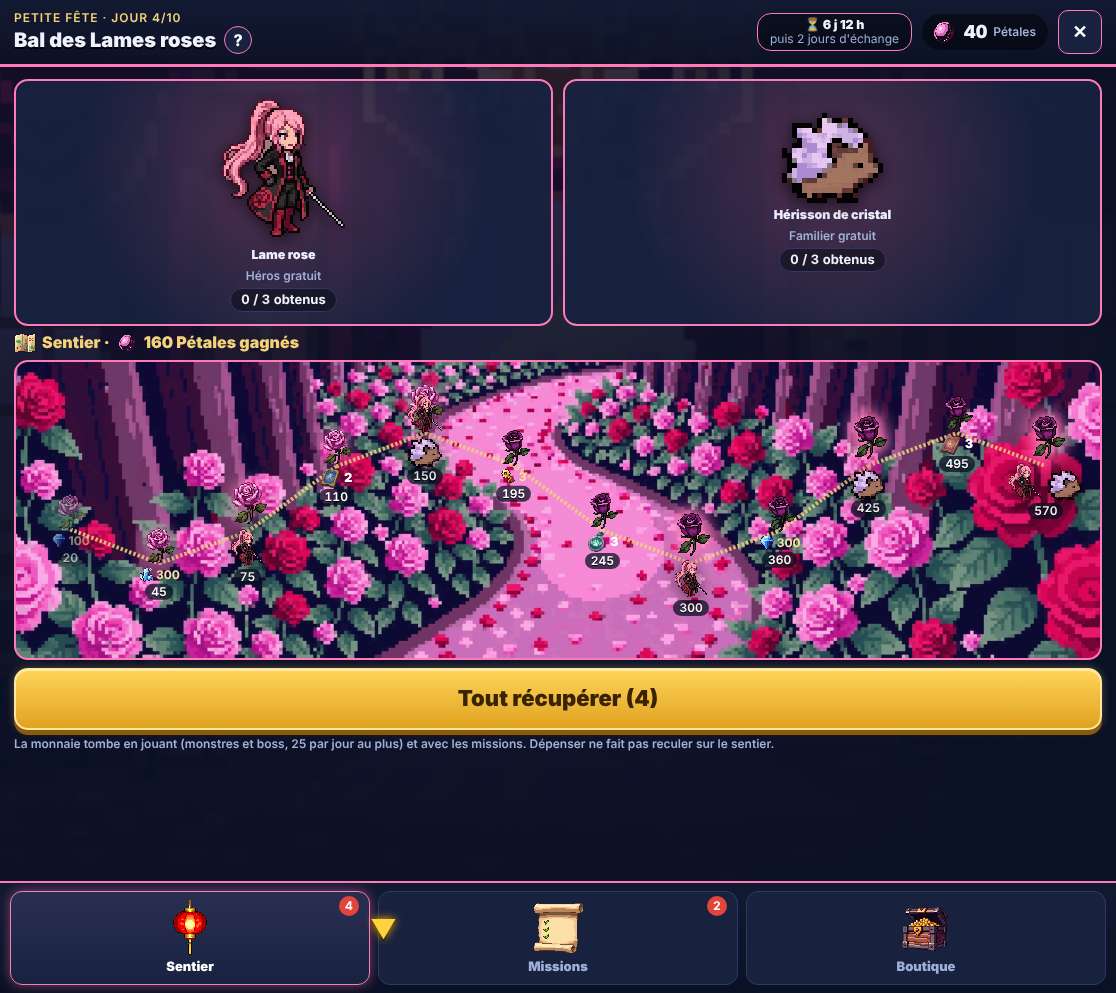 PETITE FÊTE · JOUR 4/10
Bal des Lames roses ?
6 j 12 h
puis 2 jours d'échange
40 Pétales
✕
Lame rose
Héros gratuit
0 / 3 obtenus
Hérisson de cristal
Familier gratuit
0 / 3 obtenus
Sentier · 160 Pétales gagnés
100
20
300
45
75
2
110
150
3
195
3
245
300
300
360
425
3
495
570
Tout récupérer (4)
La monnaie tombe en jouant (monstres et boss, 25 par jour au plus) et avec les missions. Dépenser ne fait pas reculer sur le sentier.
4
Sentier
2
Missions
Boutique